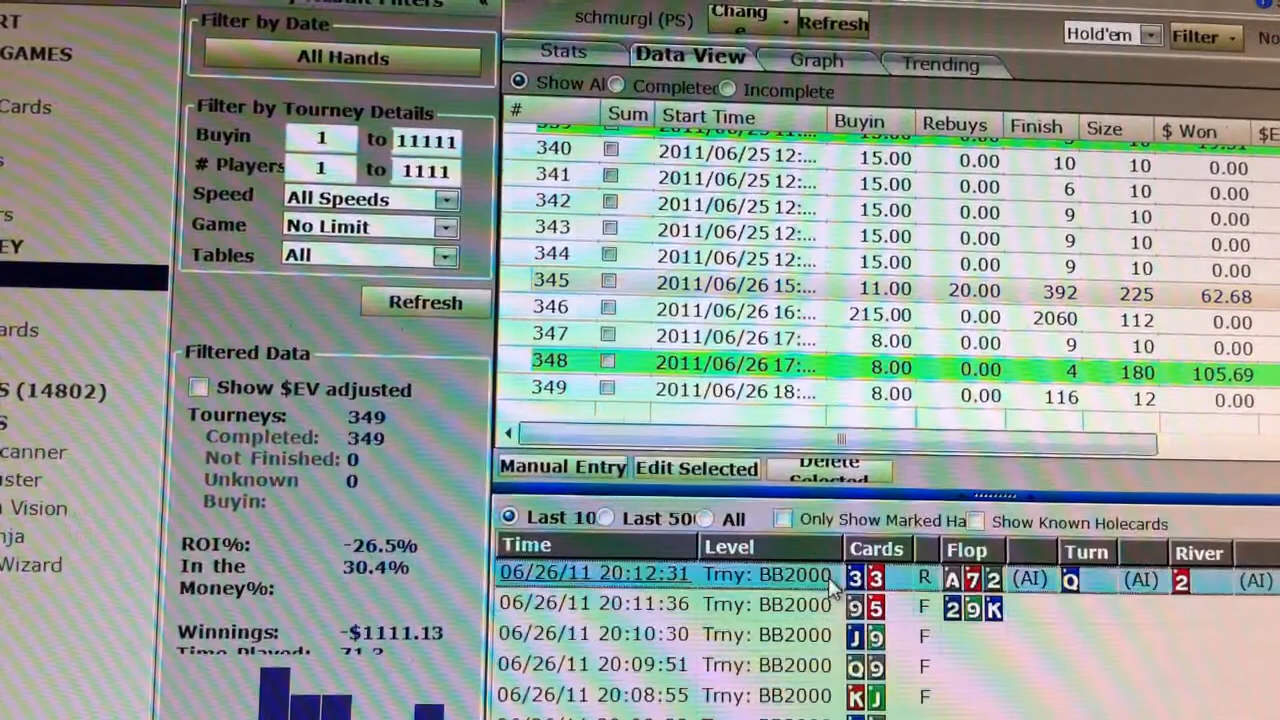 schmurgl (PS) Chang e Refresh
Hold'em Filter No
RT
GAMES
Cards
s
rs
EY
ards
S (14802)
S
canner
ster
Vision
nja
Wizard
Filter by Date
All Hands
Filter by Tourney Details
Buyin 1 to 11111
# Players 1 to 1111
Speed All Speeds
Game No Limit
Tables All
Refresh
Filtered Data
Show $EV adjusted
Tourneys: 349
Completed: 349
Not Finished: 0
Unknown 0
Buyin:
ROI%: -26.5%
In the 30.4%
Money%:
Winnings: -$1111.13
Stats Data View Graph Trending
Show Al Completec Incomplete
# Sum Start Time Buyin Rebuys Finish Size $ Won $E
340 2011/06/25 12:... 15.00 0.00 10 10 0.00
341 2011/06/25 12:... 15.00 0.00 6 10 0.00
342 2011/06/25 12:... 15.00 0.00 9 10 0.00
343 2011/06/25 12:... 15.00 0.00 9 10 0.00
344 2011/06/25 12:... 15.00 0.00 9 10 0.00
345 2011/06/26 15:... 11.00 20.00 392 225 62.68
346 2011/06/26 16:... 215.00 0.00 2060 112 0.00
347 2011/06/26 17:... 8.00 0.00 9 10 0.00
348 2011/06/26 17:... 8.00 0.00 4 180 105.69
349 2011/06/26 18:... 8.00 0.00 116 12 0.00
Manual Entry Edit Selected Delete Selected
Last 10 Last 50 All Only Show Marked Ha Show Known Holecards
Time Level Cards Flop Turn River
06/26/11 20:12:31 Trny: BB2000 3 3 R A 7 2 (AI) Q (AI) 2 (AI)
06/26/11 20:11:36 Trny: BB2000 9 5 F 2 9 K
06/26/11 20:10:30 Trny: BB2000 J 9 F
06/26/11 20:09:51 Trny: BB2000 Q 9 F
06/26/11 20:08:55 Trny: BB2000 K J F